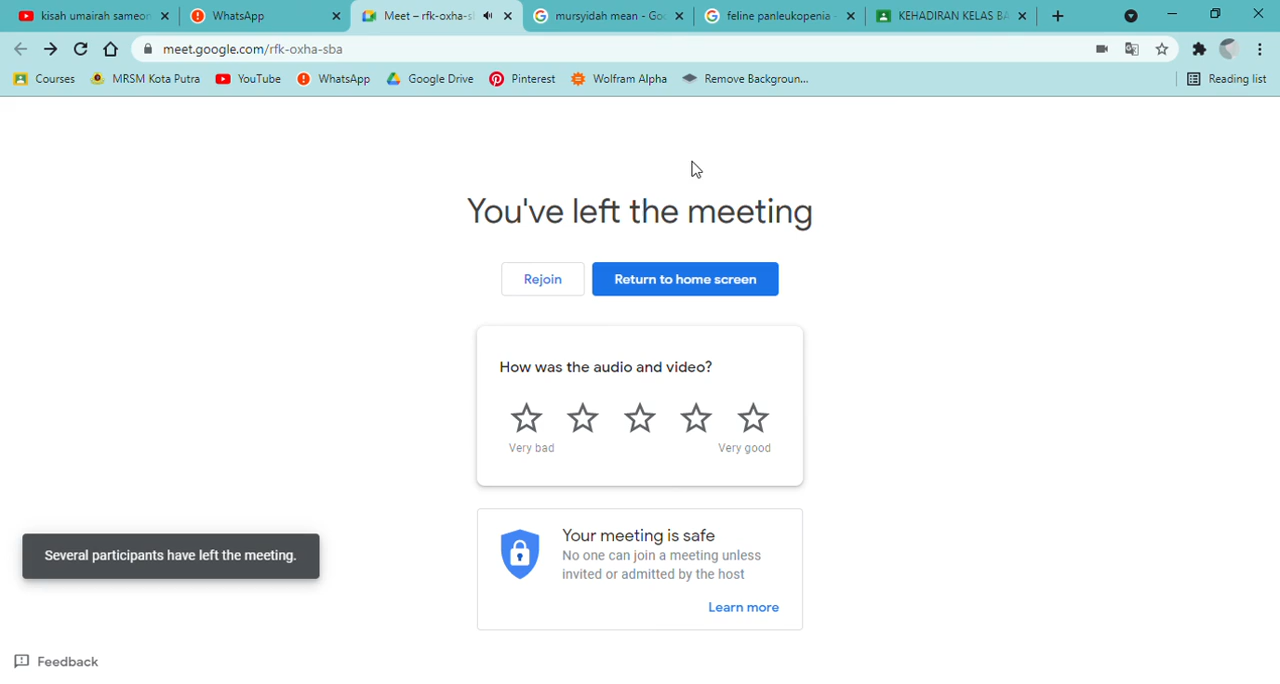 kisah umairah sameon
WhatsApp
Meet – rfk-oxha-s
mursyidah mean - Goo
feline panleukopenia -
KEHADIRAN KELAS BA
meet.google.com/rfk-oxha-sba
Courses
MRSM Kota Putra
YouTube
WhatsApp
Google Drive
Pinterest
Wolfram Alpha
Remove Backgroun...
Reading list
You've left the meeting
Rejoin
Return to home screen
How was the audio and video?
Very bad
Very good
Your meeting is safe
No one can join a meeting unless
invited or admitted by the host
Learn more
Several participants have left the meeting.
Feedback